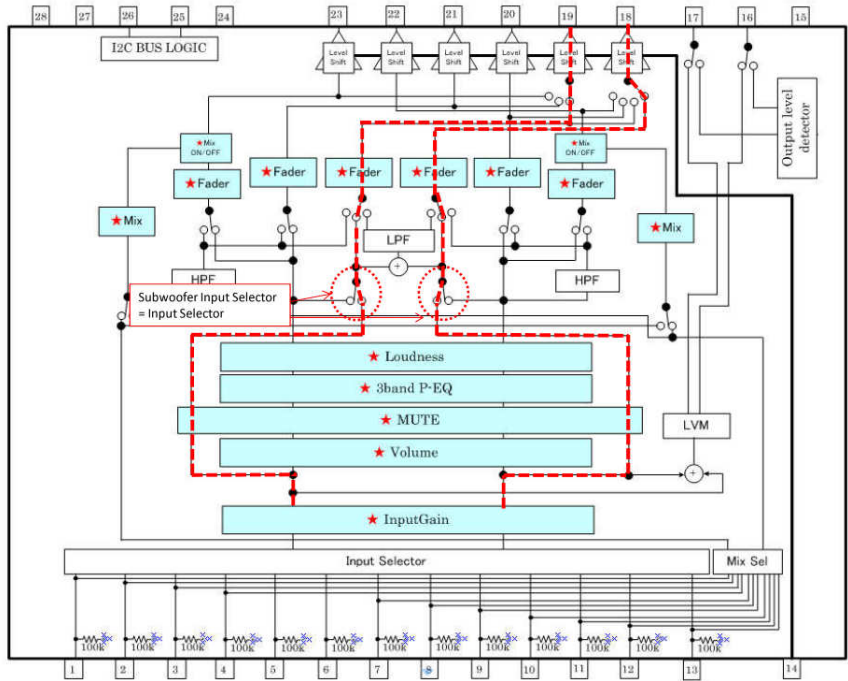 28 27 26 25 24 23 22 21 20 19 18 17 16 15
I2C BUS LOGIC
Level Shift
Level Shift
Level Shift
Level Shift
Level Shift
Level Shift
Output level detector
★Mix ON/OFF
★Mix ON/OFF
★Fader
★Fader
★Fader
★Fader
★Fader
★Fader
★Mix
★Mix
LPF
+
HPF
HPF
Subwoofer Input Selector
= Input Selector
★ Loudness
★ 3band P-EQ
★ MUTE
LVM
★ Volume
+
★ InputGain
Input Selector
Mix Sel
100k 100k 100k 100k 100k 100k 100k 100k 100k 100k 100k 100k 100k
1 2 3 4 5 6 7 8 9 10 11 12 13 14